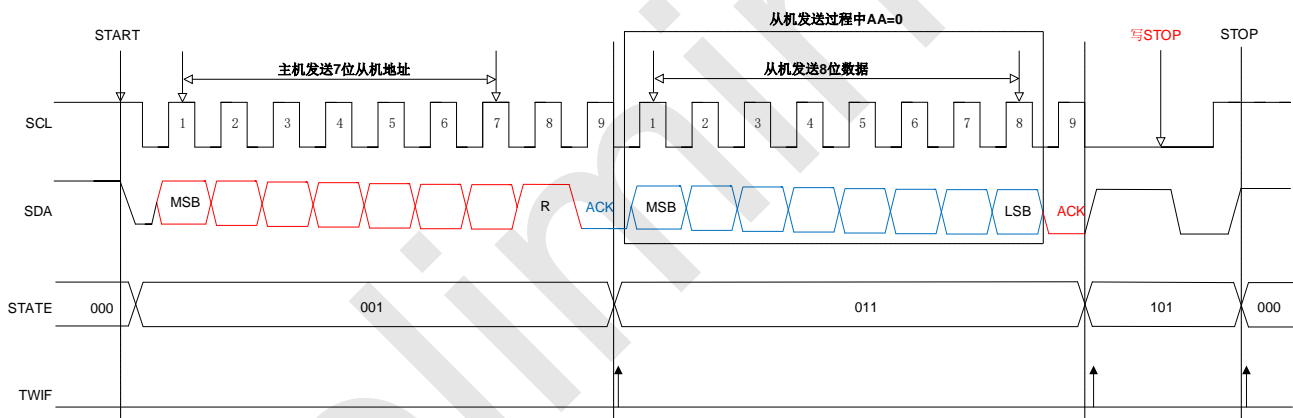 从机发送过程中AA=0
START
写STOP
STOP
主机发送7位从机地址
从机发送8位数据
SCL
1 2 3 4 5 6 7 8 9 1 2 3 4 5 6 7 8 9
SDA
MSB R ACK MSB LSB ACK
STATE
000 001 011 101 000
TWIF